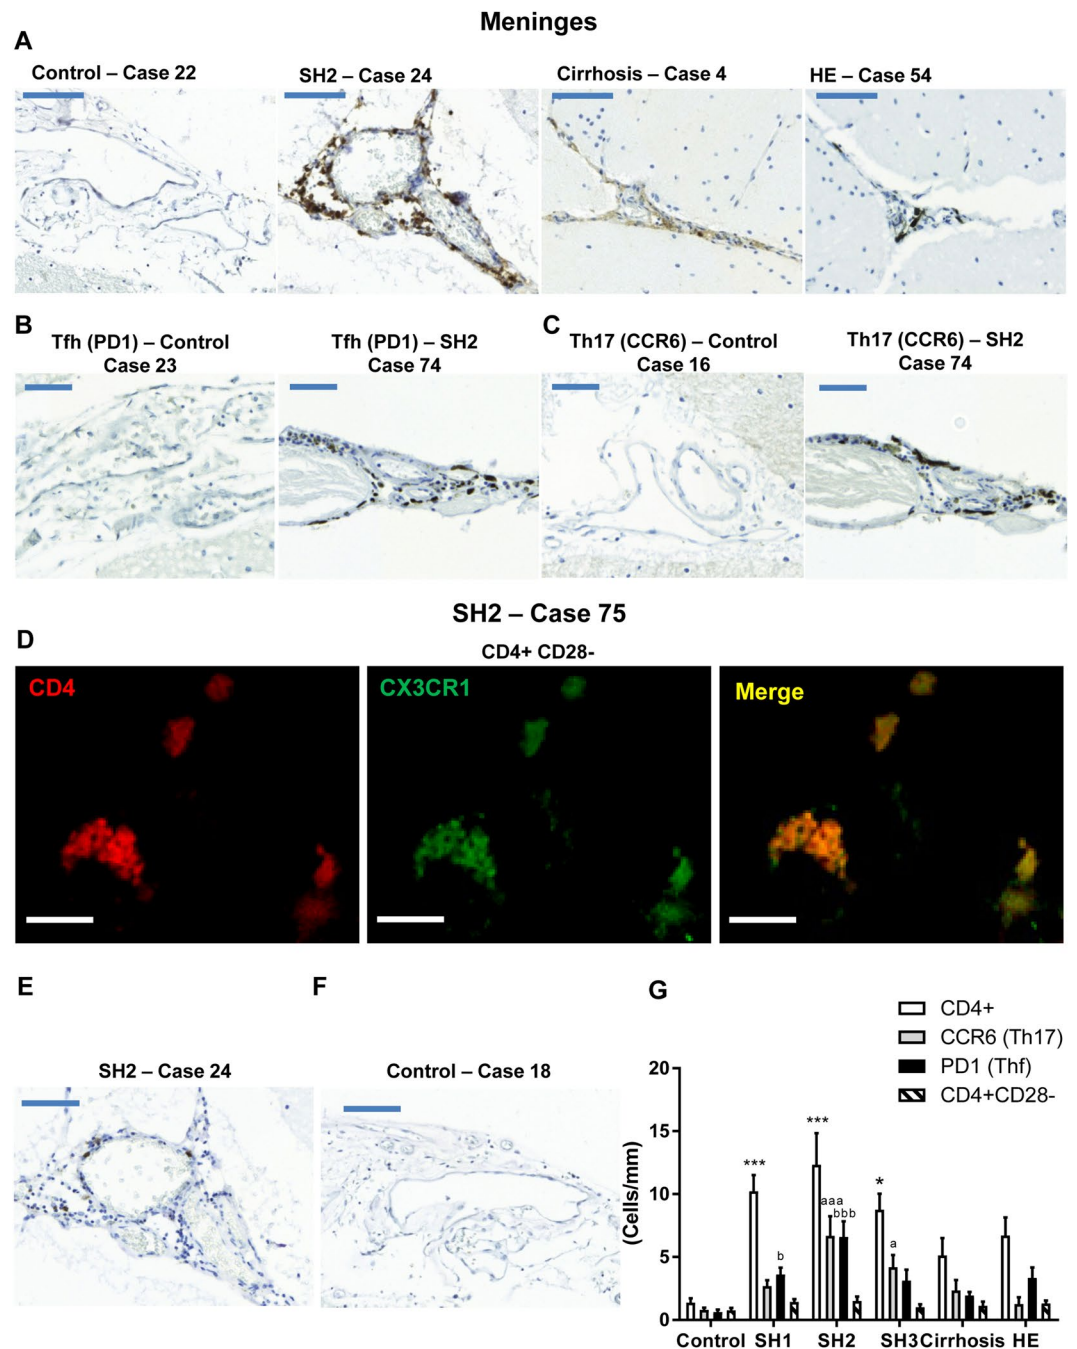 Meninges
A
Control – Case 22
SH2 – Case 24
Cirrhosis – Case 4
HE – Case 54
B
Tfh (PD1) – Control
Case 23
Tfh (PD1) – SH2
Case 74
C
Th17 (CCR6) – Control
Case 16
Th17 (CCR6) – SH2
Case 74
SH2 – Case 75
D
CD4+ CD28-
CD4
CX3CR1
Merge
E
SH2 – Case 24
F
Control – Case 18
G
CD4+
CCR6 (Th17)
PD1 (Thf)
CD4+CD28-
(Cells/mm)
20
15
10
5
0
***
b
***
aaa
bbb
*
a
Control SH1 SH2 SH3 Cirrhosis HE